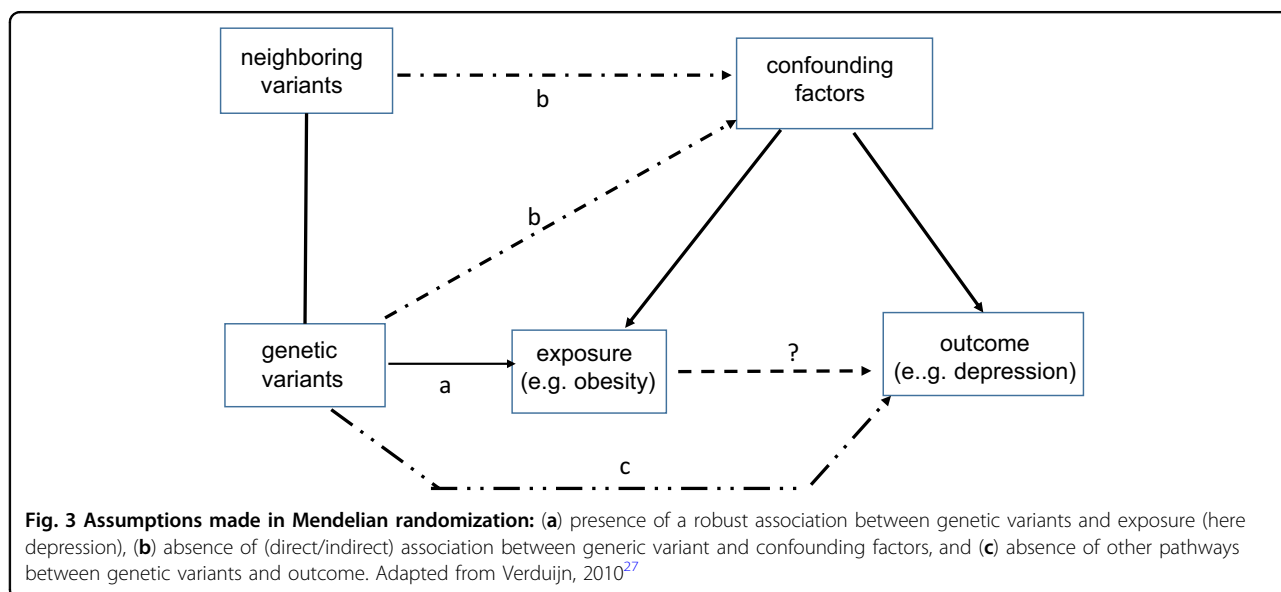 neighboring
variants
confounding
factors
b
b
genetic
variants
a
exposure
(e.g. obesity)
?
outcome
(e..g. depression)
c
Fig. 3 Assumptions made in Mendelian randomization: (a) presence of a robust association between genetic variants and exposure (here
depression), (b) absence of (direct/indirect) association between generic variant and confounding factors, and (c) absence of other pathways
between genetic variants and outcome. Adapted from Verduijn, 201027